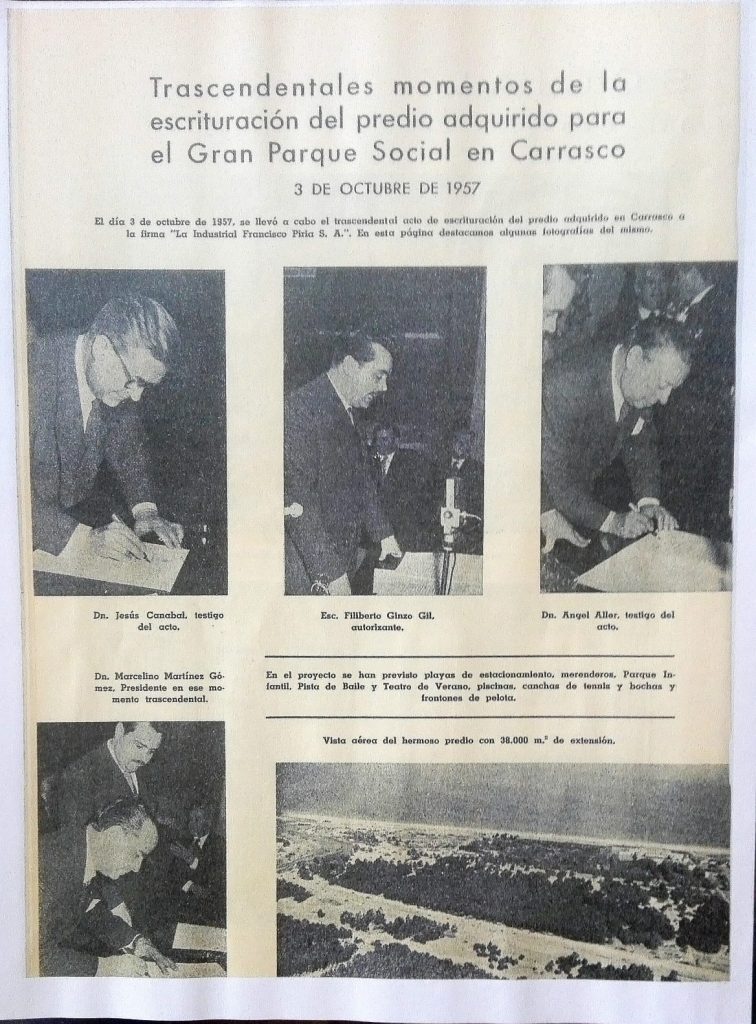 Trascendentales momentos de la
escrituración del predio adquirido para
el Gran Parque Social en Carrasco
3 DE OCTUBRE DE 1957
El día 3 de octubre de 1957, se llevó a cabo el trascendental acto de escrituración del predio adquirido en Carrasco a
la firma "La Industrial Francisco Piria S. A.". En esta página destacamos algunas fotografías del mismo.
Dn. Jesús Canabal, testigo
del acto.
Esc. Filiberto Ginzo Gil,
autorizante.
Dn. Angel Aller, testigo del
acto.
Dn. Marcelino Martínez Gó-
mez, Presidente en ese mo-
mento trascendental.
En el proyecto se han previsto playas de estacionamiento, merenderos, Parque In-
fantil, Pista de Baile y Teatro de Verano, piscinas, canchas de tennis y bochas y
frontones de pelota.
Vista aérea del hermoso predio con 38.000 m.² de extensión.